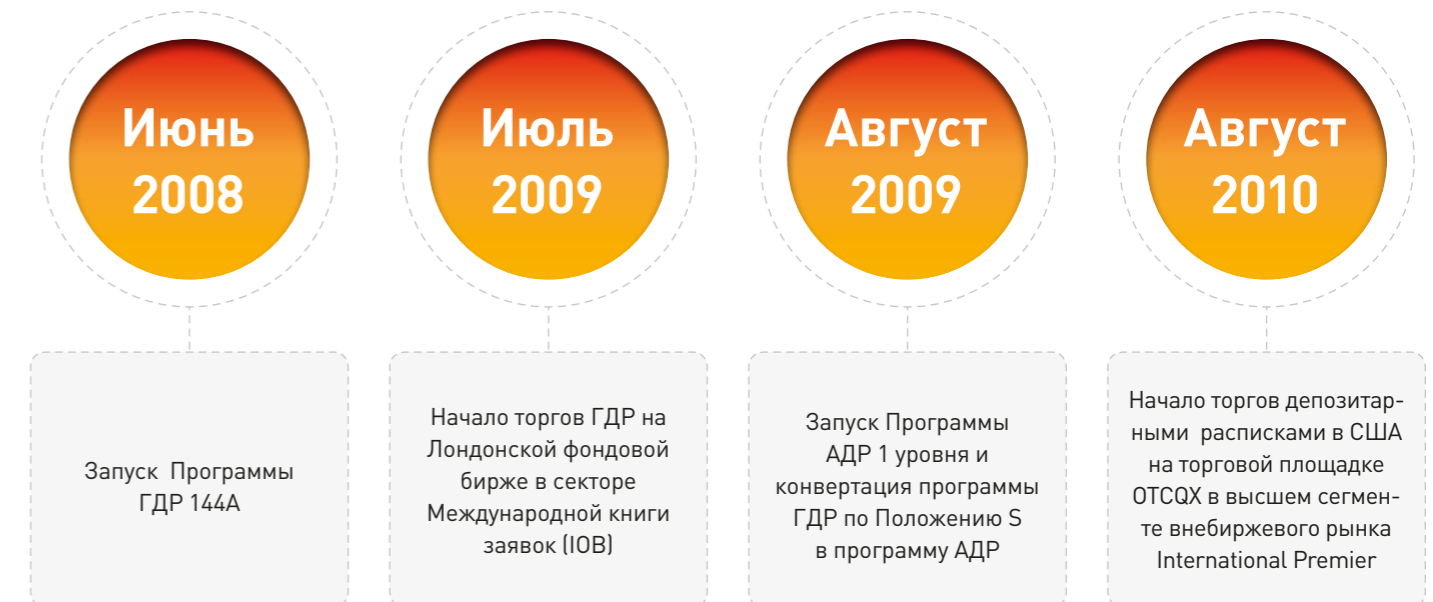 Июнь
2008
Запуск Программы
ГДР 144А
Июль
2009
Начало торгов ГДР на
Лондонской фондовой
бирже в секторе
Международной книги
заявок (IOB)
Август
2009
Запуск Программы
АДР 1 уровня и
конвертация программы
ГДР по Положению S
в программу АДР
Август
2010
Начало торгов депозитар-
ными расписками в США
на торговой площадке
OTCQX в высшем сегмен-
те внебиржевого рынка
International Premier